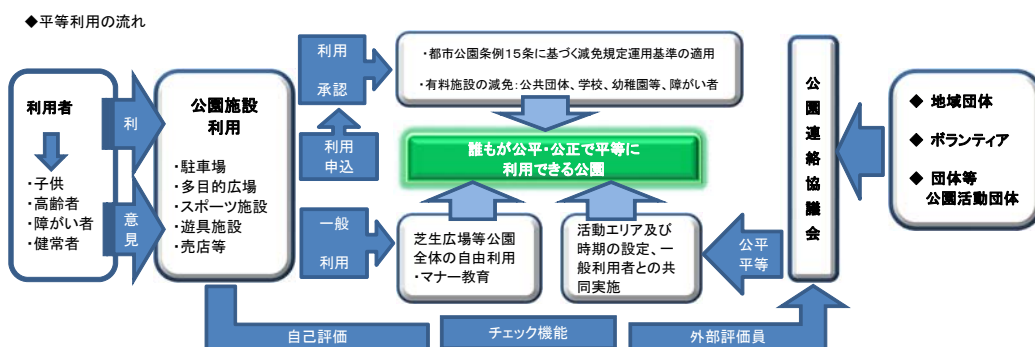 ◆平等利用の流れ
利用者
・子供
・高齢者
・障がい者
・健常者
利
意見
公園施設
利用
・駐車場
・多目的広場
・スポーツ施設
・遊具施設
・売店等
利用
承認
利用
申込
一般
利用
・都市公園条例15条に基づく減免規定運用基準の適用
・有料施設の減免:公共団体、学校、幼稚園等、障がい者
誰もが公平・公正で平等に
利用できる公園
芝生広場等公園
全体の自由利用
・マナー教育
活動エリア及び
時期の設定、一
般利用者との共
同実施
公平
平等
公園連絡協議会
◆ 地域団体
◆ ボランティア
◆ 団体等
公園活動団体
自己評価
チェック機能
外部評価員